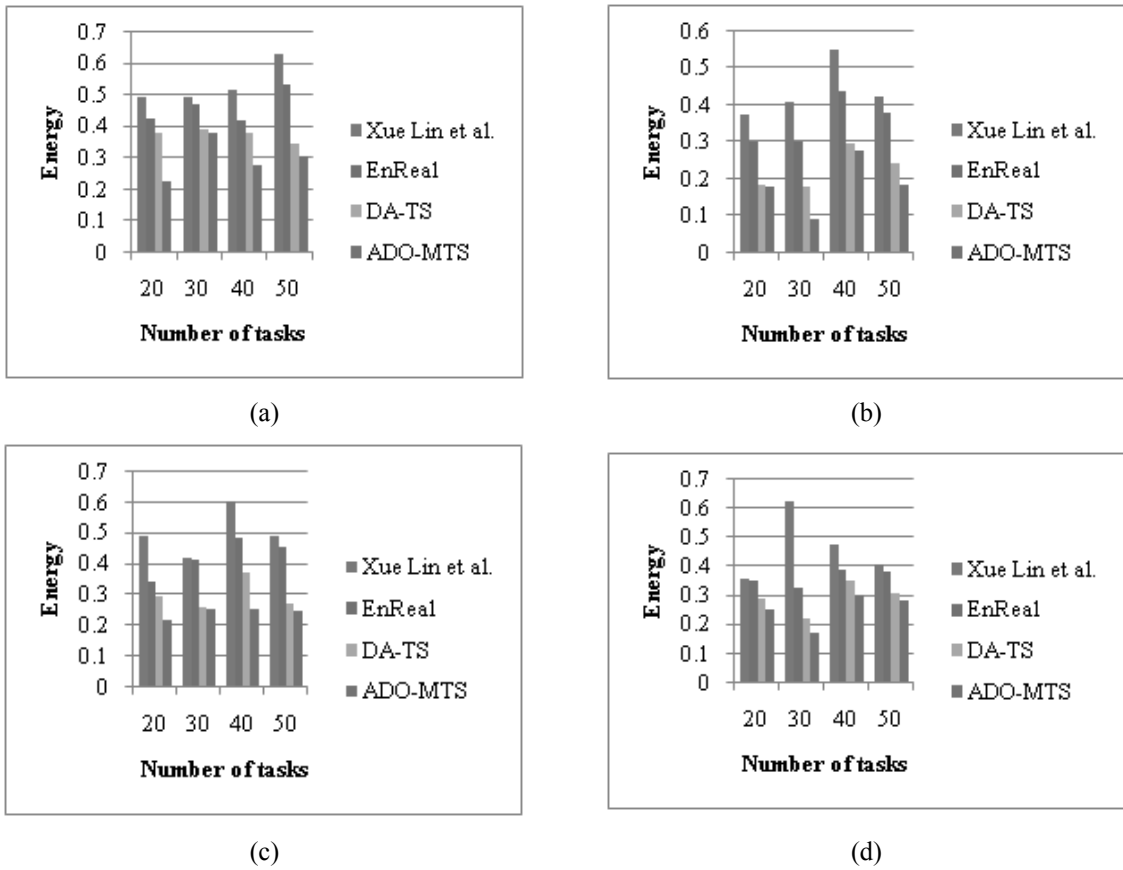 0.7
0.6
0.5
0.4
0.3
0.2
0.1
0
Energy
20 30 40 50
Number of tasks
Xue Lin et al.
EnReal
DA-TS
ADO-MTS
(a)
0.6
0.5
0.4
0.3
0.2
0.1
0
Energy
20 30 40 50
Number of tasks
Xue Lin et al.
EnReal
DA-TS
ADO-MTS
(b)
0.7
0.6
0.5
0.4
0.3
0.2
0.1
0
Energy
20 30 40 50
Number of tasks
Xue Lin et al.
EnReal
DA-TS
ADO-MTS
(c)
0.7
0.6
0.5
0.4
0.3
0.2
0.1
0
Energy
20 30 40 50
Number of tasks
Xue Lin et al.
EnReal
DA-TS
ADO-MTS
(d)